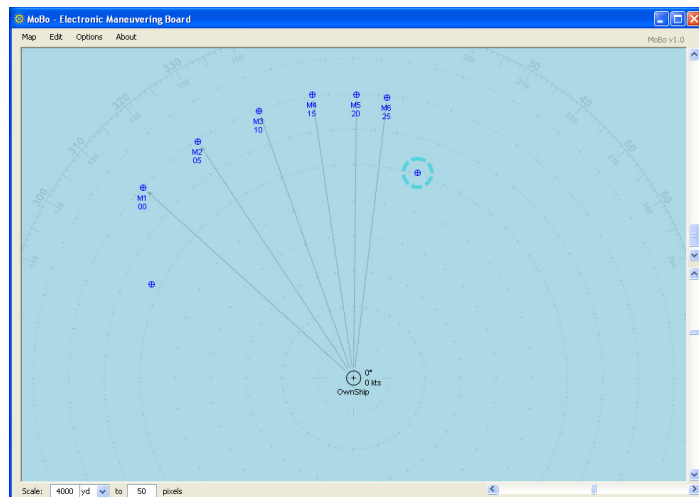 MoBo - Electronic Maneuvering Board
Map Edit Options About
MoBo v1.0
330
30
320
40
310
50
300
60
M4
15
M5
20
M6
25
M3
10
M2
05
M1
00
0°
0 kts
OwnShip
Scale: 4000 yd to 50 pixels